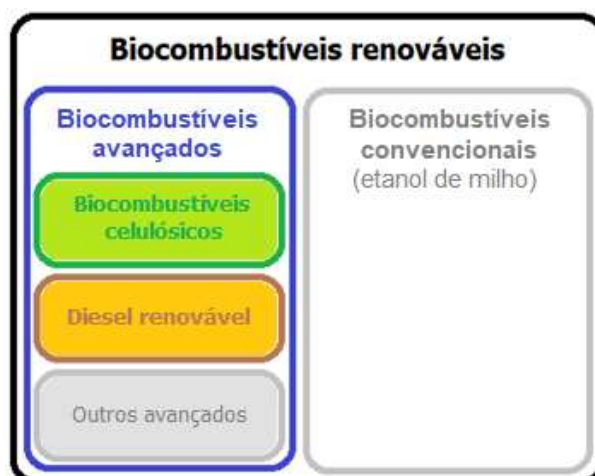 Biocombustíveis renováveis
Biocombustíveis
avançados
Biocombustíveis
celulósicos
Diesel renovável
Outros avançados
Biocombustíveis
convencionais
(etanol de milho)